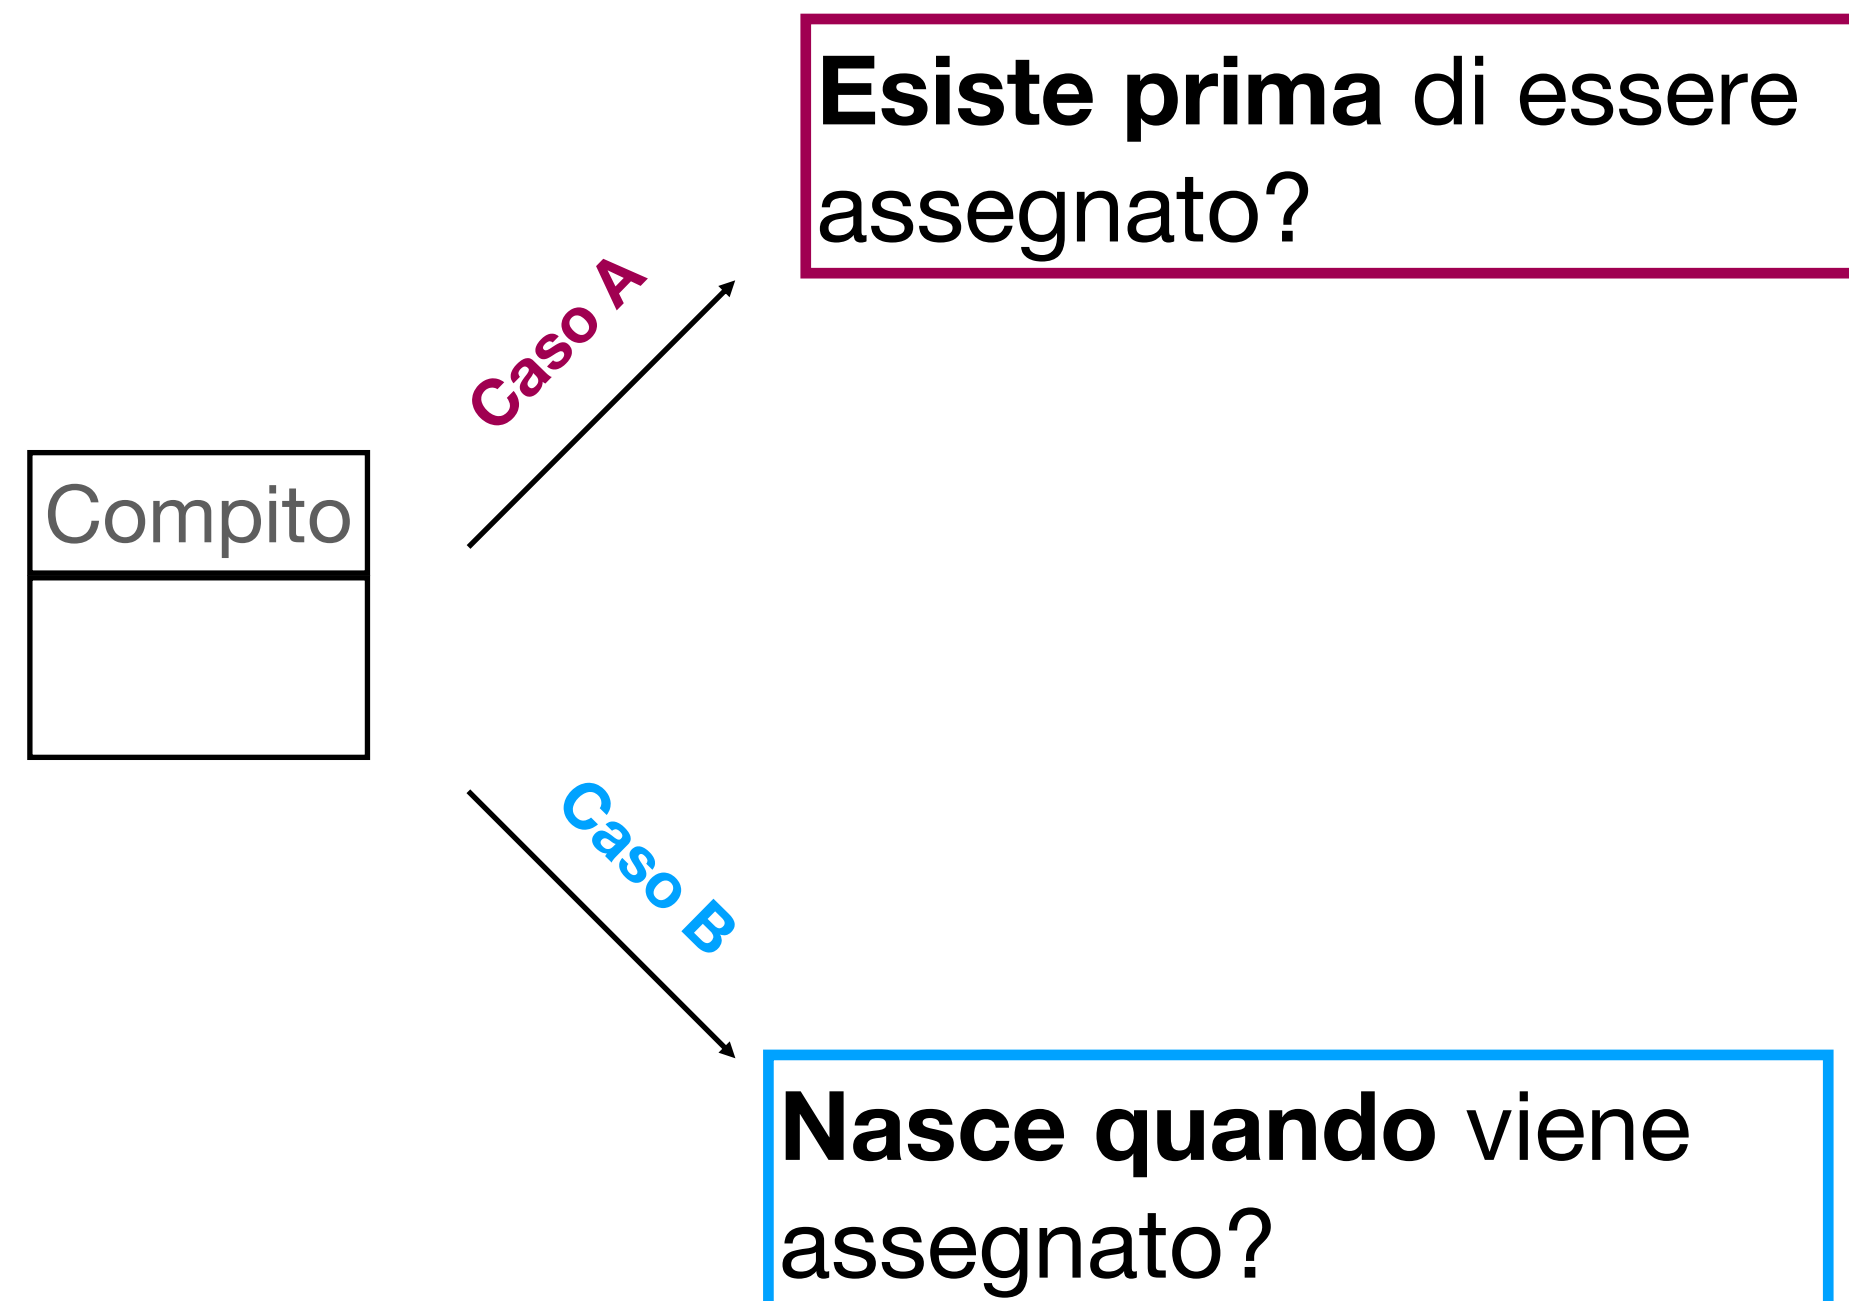 Esiste prima di essere
assegnato?
Caso A
Compito
Caso B
Nasce quando viene
assegnato?